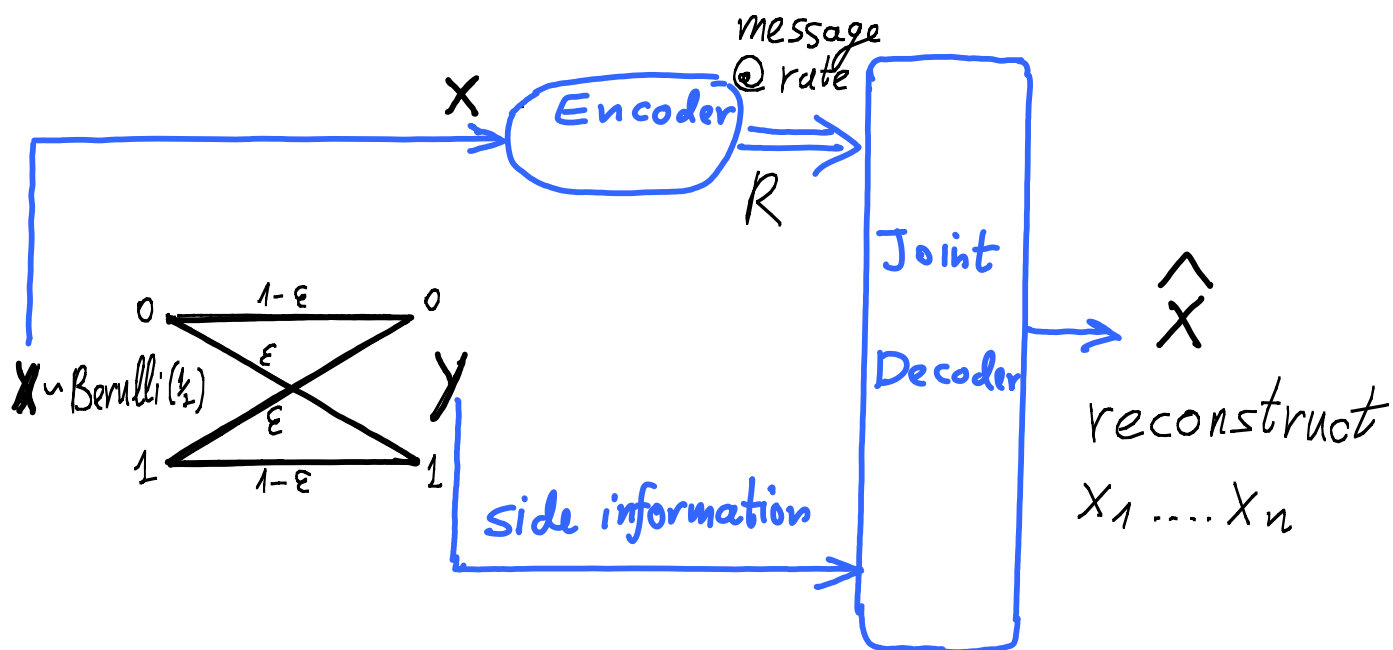 message
@ rate
X
Encoder
R
Joint
Decoder
X̂
reconstruct
X1 .... Xn
0
1-ε
0
ε
X ~ Berulli(1/2)
Y
ε
1
1-ε
1
side information